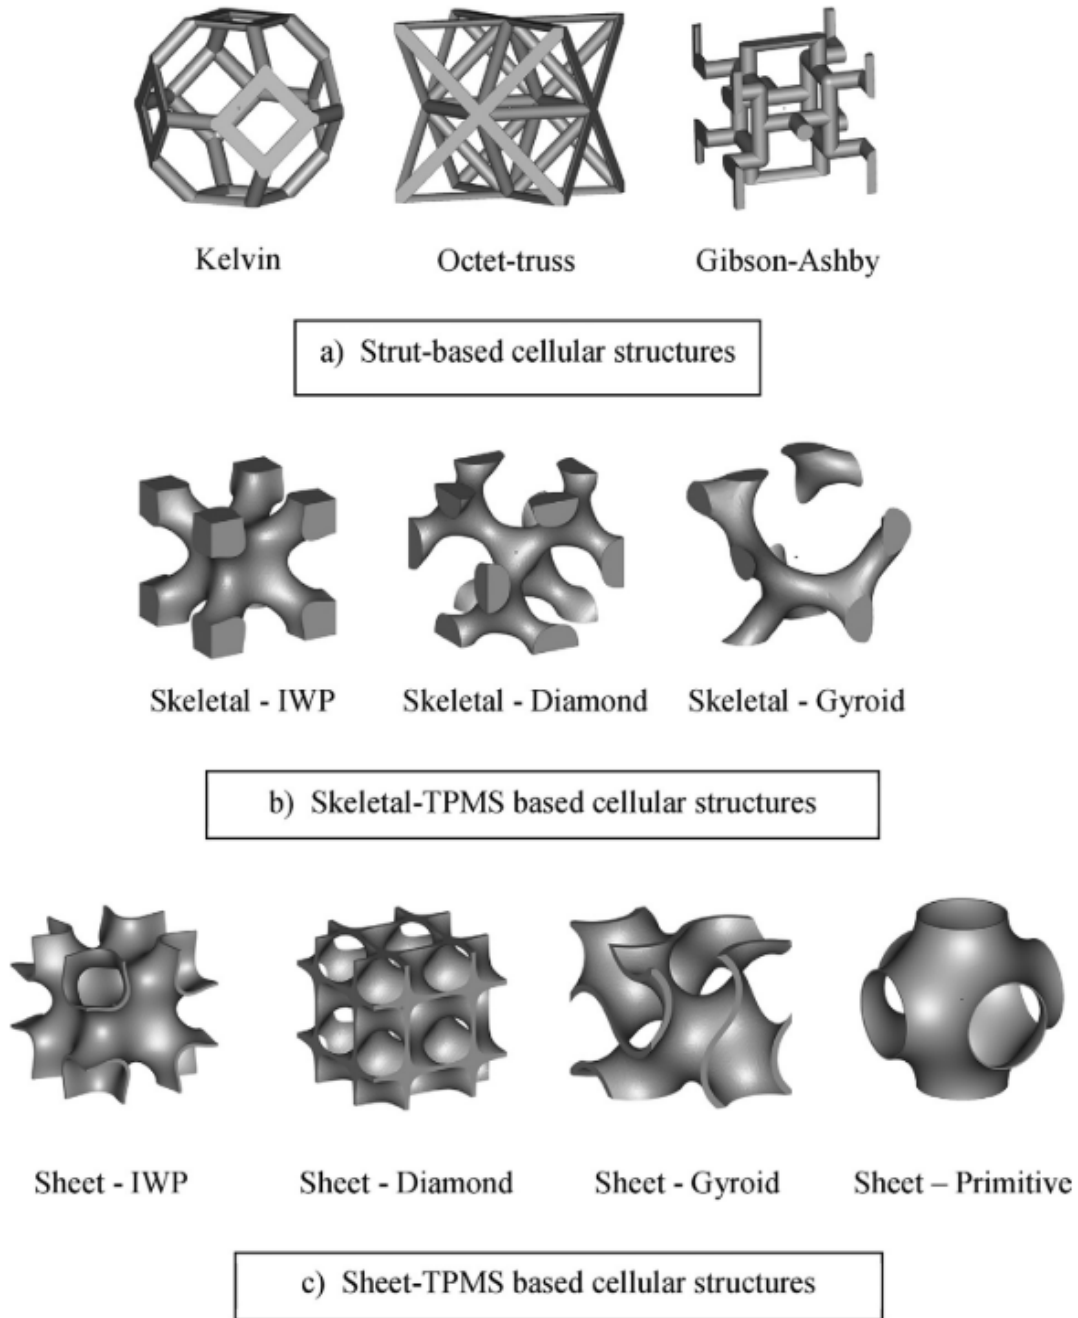 Kelvin Octet-truss Gibson-Ashby
a) Strut-based cellular structures
Skeletal - IWP Skeletal - Diamond Skeletal - Gyroid
b) Skeletal-TPMS based cellular structures
Sheet - IWP Sheet - Diamond Sheet - Gyroid Sheet – Primitive
c) Sheet-TPMS based cellular structures